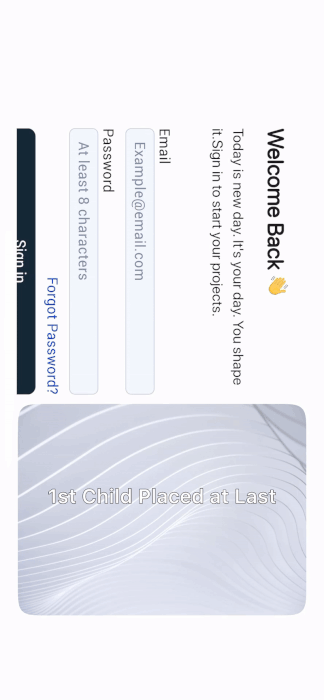 Welcome Back 👋
Today is new day. It's your day. You shape
it.Sign in to start your projects.
Email
Example@email.com
Password
At least 8 characters
Forgot Password?
Sign in
1st Child Placed at Last